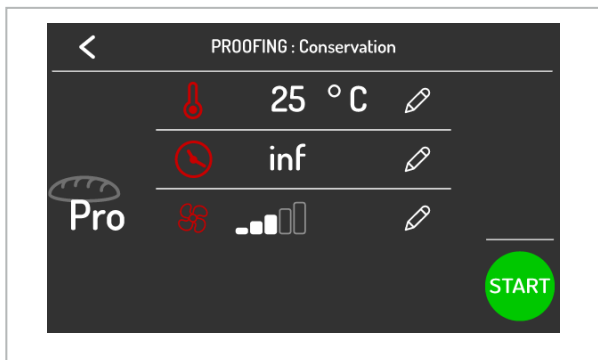 PROOFING : Conservation
25 °C
inf
Pro
START